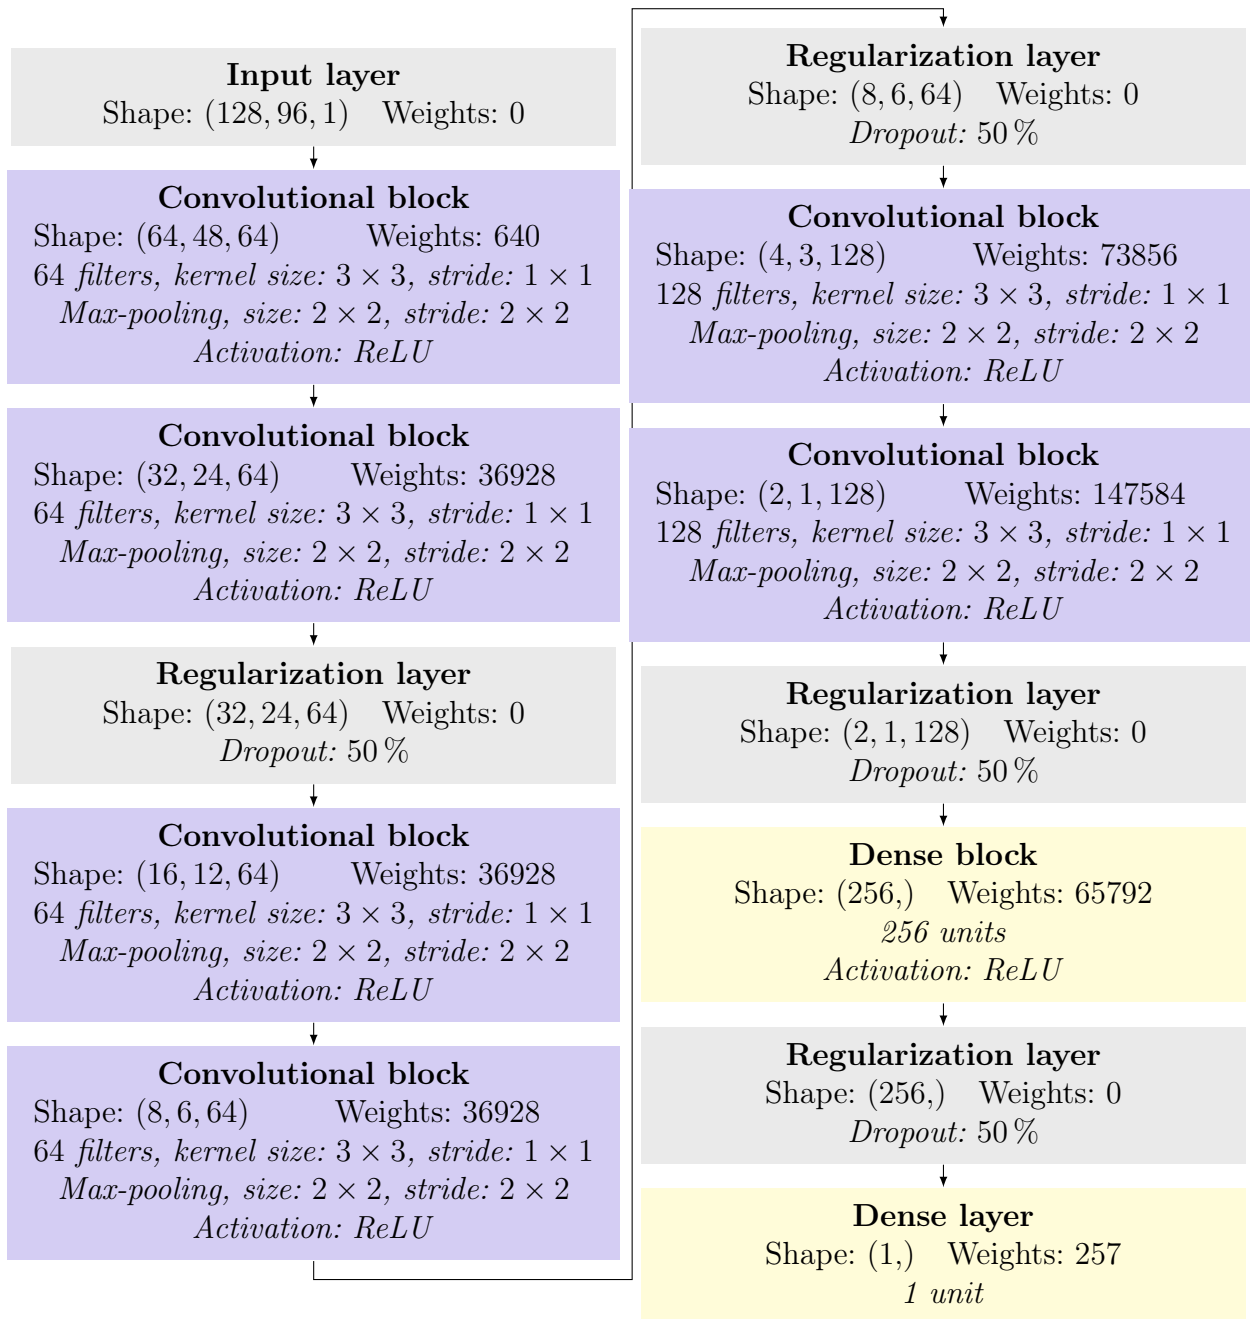 Input layer
Shape: (128, 96, 1) Weights: 0
Convolutional block
Shape: (64, 48, 64) Weights: 640
64 filters, kernel size: 3 × 3, stride: 1 × 1
Max-pooling, size: 2 × 2, stride: 2 × 2
Activation: ReLU
Convolutional block
Shape: (32, 24, 64) Weights: 36928
64 filters, kernel size: 3 × 3, stride: 1 × 1
Max-pooling, size: 2 × 2, stride: 2 × 2
Activation: ReLU
Regularization layer
Shape: (32, 24, 64) Weights: 0
Dropout: 50 %
Convolutional block
Shape: (16, 12, 64) Weights: 36928
64 filters, kernel size: 3 × 3, stride: 1 × 1
Max-pooling, size: 2 × 2, stride: 2 × 2
Activation: ReLU
Convolutional block
Shape: (8, 6, 64) Weights: 36928
64 filters, kernel size: 3 × 3, stride: 1 × 1
Max-pooling, size: 2 × 2, stride: 2 × 2
Activation: ReLU
Regularization layer
Shape: (8, 6, 64) Weights: 0
Dropout: 50 %
Convolutional block
Shape: (4, 3, 128) Weights: 73856
128 filters, kernel size: 3 × 3, stride: 1 × 1
Max-pooling, size: 2 × 2, stride: 2 × 2
Activation: ReLU
Convolutional block
Shape: (2, 1, 128) Weights: 147584
128 filters, kernel size: 3 × 3, stride: 1 × 1
Max-pooling, size: 2 × 2, stride: 2 × 2
Activation: ReLU
Regularization layer
Shape: (2, 1, 128) Weights: 0
Dropout: 50 %
Dense block
Shape: (256,) Weights: 65792
256 units
Activation: ReLU
Regularization layer
Shape: (256,) Weights: 0
Dropout: 50 %
Dense layer
Shape: (1,) Weights: 257
1 unit